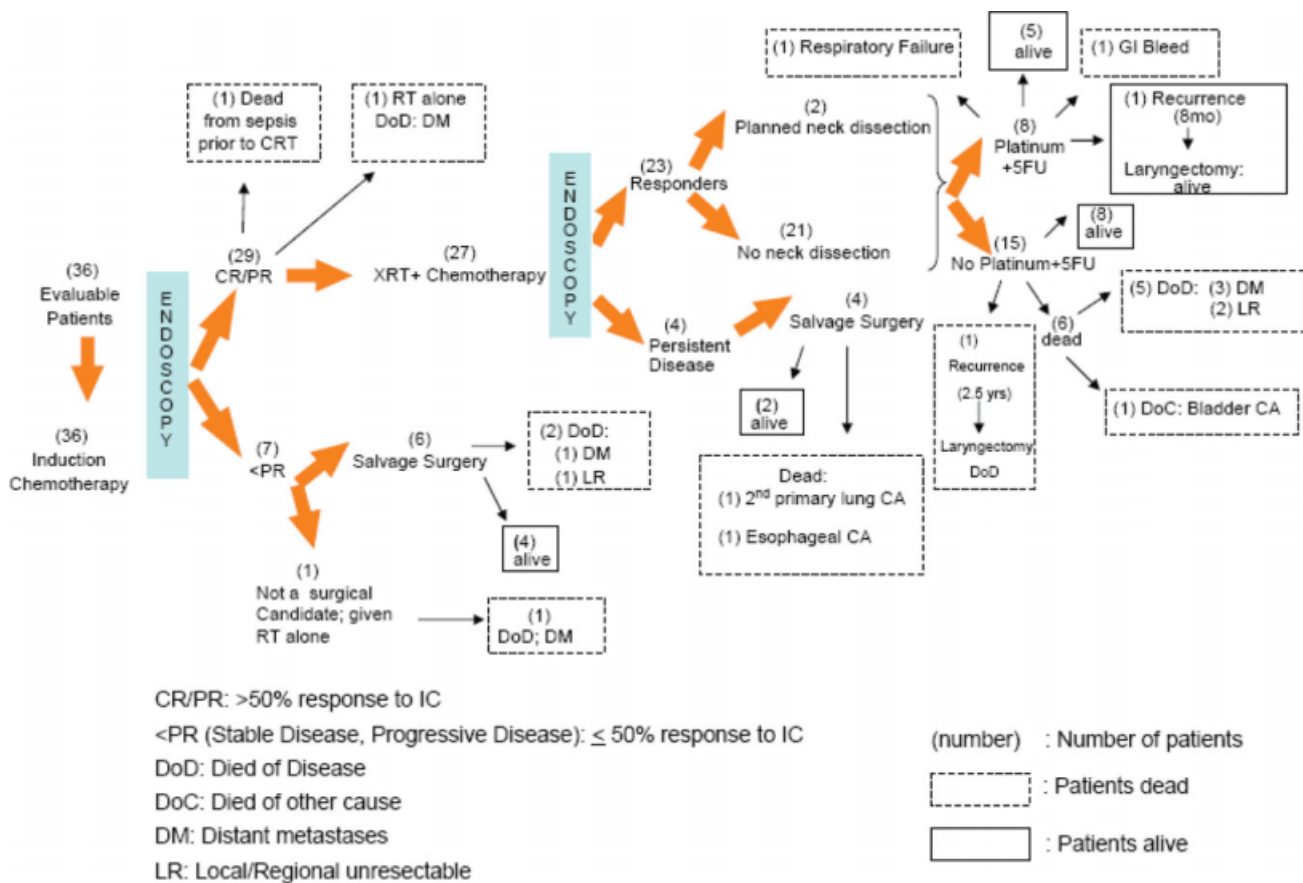 (36)
Evaluable
Patients
(36)
Induction
Chemotherapy
ENDOSCOPY
(1) Dead
from sepsis
prior to CRT
(1) RT alone
DoD: DM
(29)
CR/PR
(27)
XRT+ Chemotherapy
(7)
<PR
(6)
Salvage Surgery
(2) DoD:
(1) DM
(1) LR
(4)
alive
(1)
Not a surgical
Candidate; given
RT alone
(1)
DoD; DM
ENDOSCOPY
(23)
Responders
(2)
Planned neck dissection
(21)
No neck dissection
(4)
Persistent
Disease
(4)
Salvage Surgery
(2)
alive
Dead:
(1) 2nd primary lung CA
(1) Esophageal CA
(1) Respiratory Failure
(5)
alive
(1) GI Bleed
(8)
Platinum
+5FU
(1) Recurrence
(8mo)
Laryngectomy:
alive
(15)
No Platinum+5FU
(8)
alive
(1)
Recurrence
(2.5 yrs)
Laryngectomy
DoD
(6)
dead
(5) DoD: (3) DM
(2) LR
(1) DoC: Bladder CA
CR/PR: >50% response to IC
<PR (Stable Disease, Progressive Disease): ≤ 50% response to IC
DoD: Died of Disease
DoC: Died of other cause
DM: Distant metastases
LR: Local/Regional unresectable
(number) : Number of patients
: Patients dead
: Patients alive